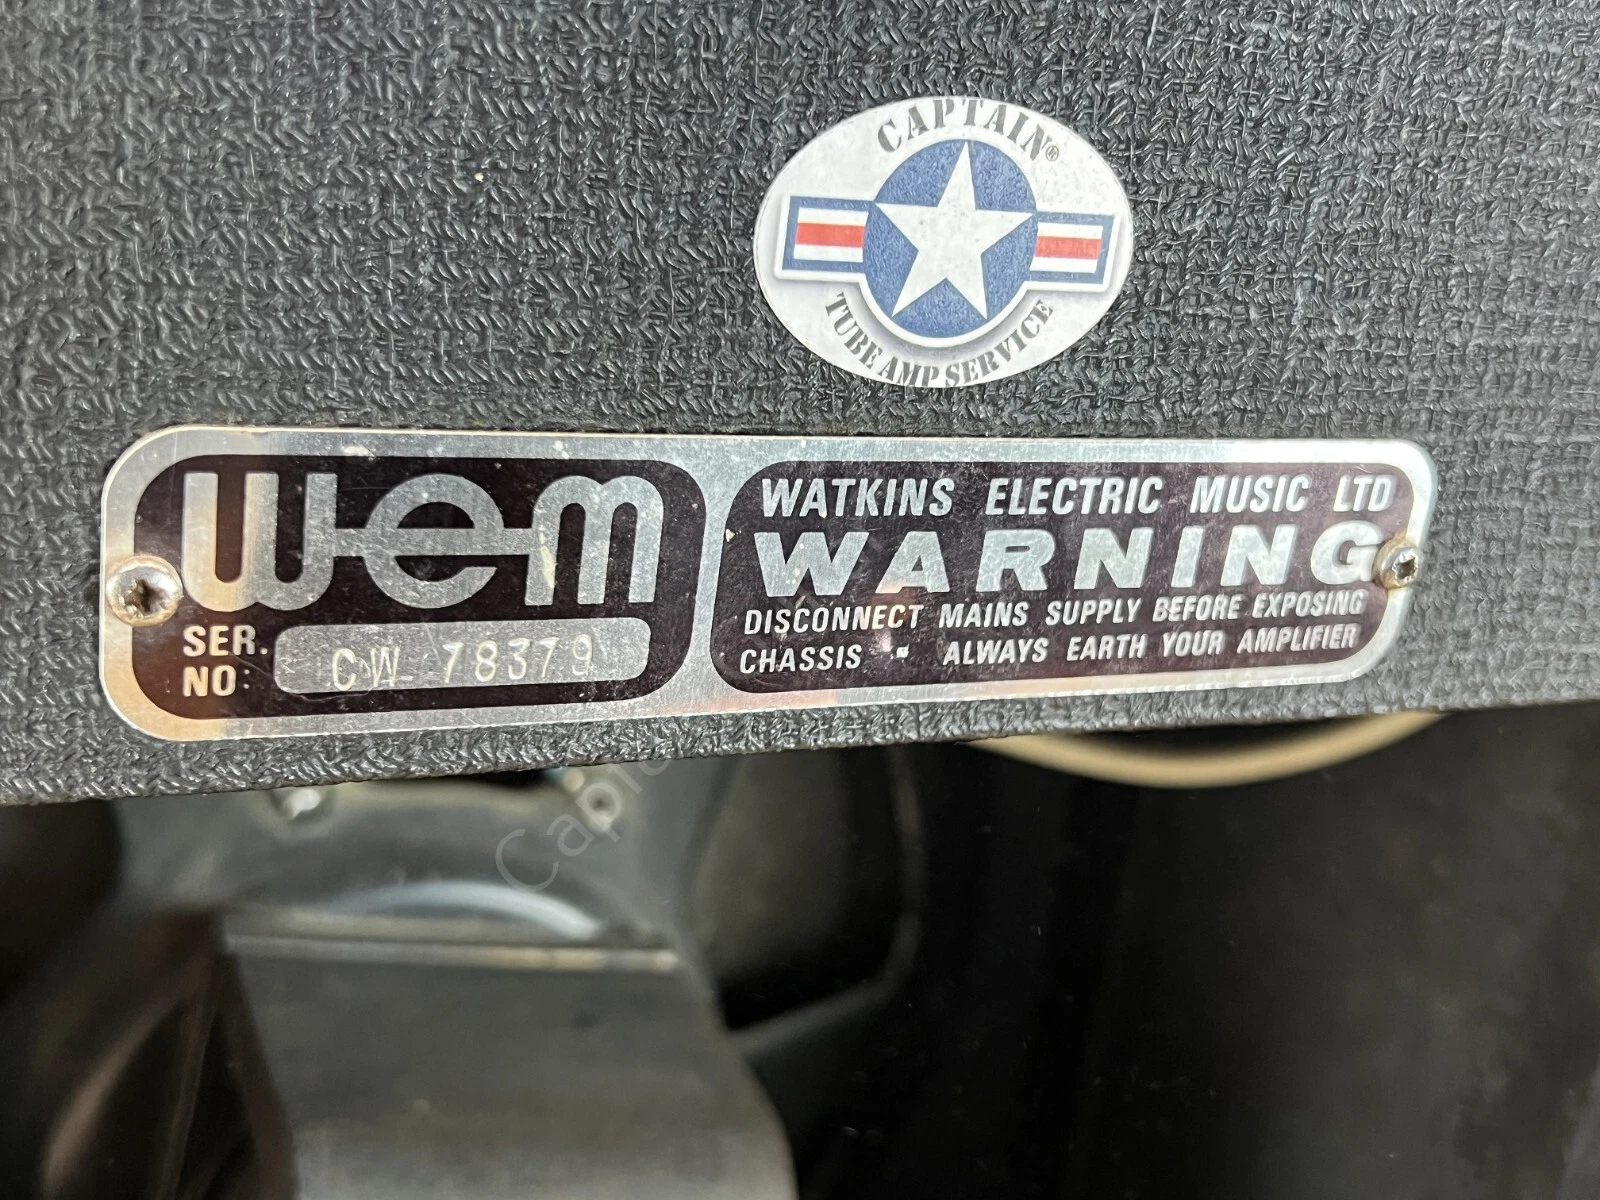 CAPTAIN®
TUBE AMP SERVICE
wem
SER.
NO: CW 78379
WATKINS ELECTRIC MUSIC LTD
WARNING
DISCONNECT MAINS SUPPLY BEFORE EXPOSING
CHASSIS - ALWAYS EARTH YOUR AMPLIFIER